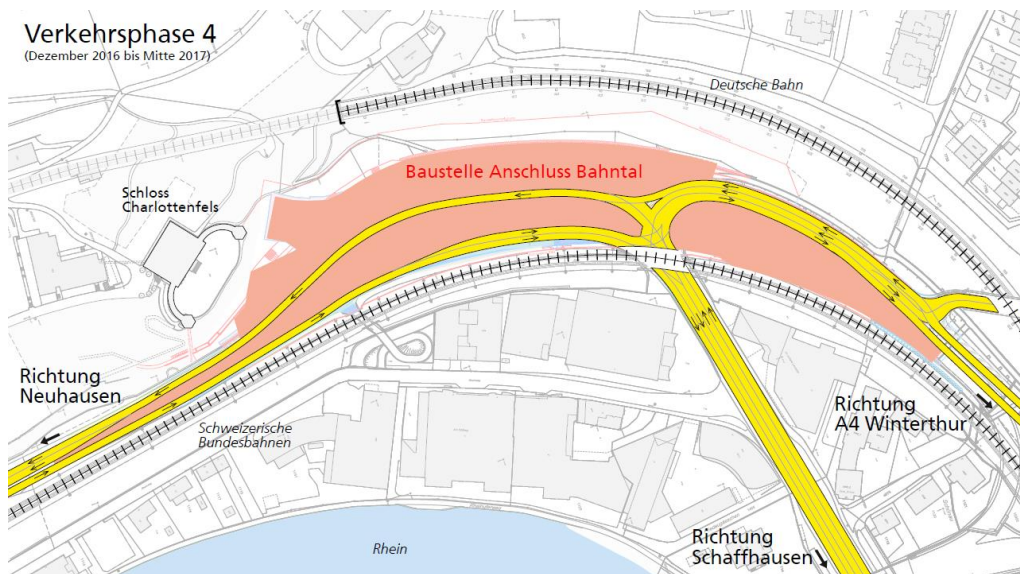 Verkehrsphase 4
(Dezember 2016 bis Mitte 2017)
Deutsche Bahn
Baustelle Anschluss Bahntal
Schloss
Charlottenfels
Richtung
Neuhausen
Schweizerische
Bundesbahnen
Richtung
A4 Winterthur
Richtung
Schaffhausen
Rhein